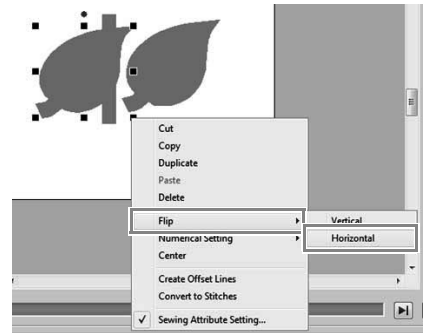 Cut
Copy
Duplicate
Paste
Delete
Flip
Vertical
Numerical Setting
Horizontal
Center
Create Offset Lines
Convert to Stitches
Sewing Attribute Setting...